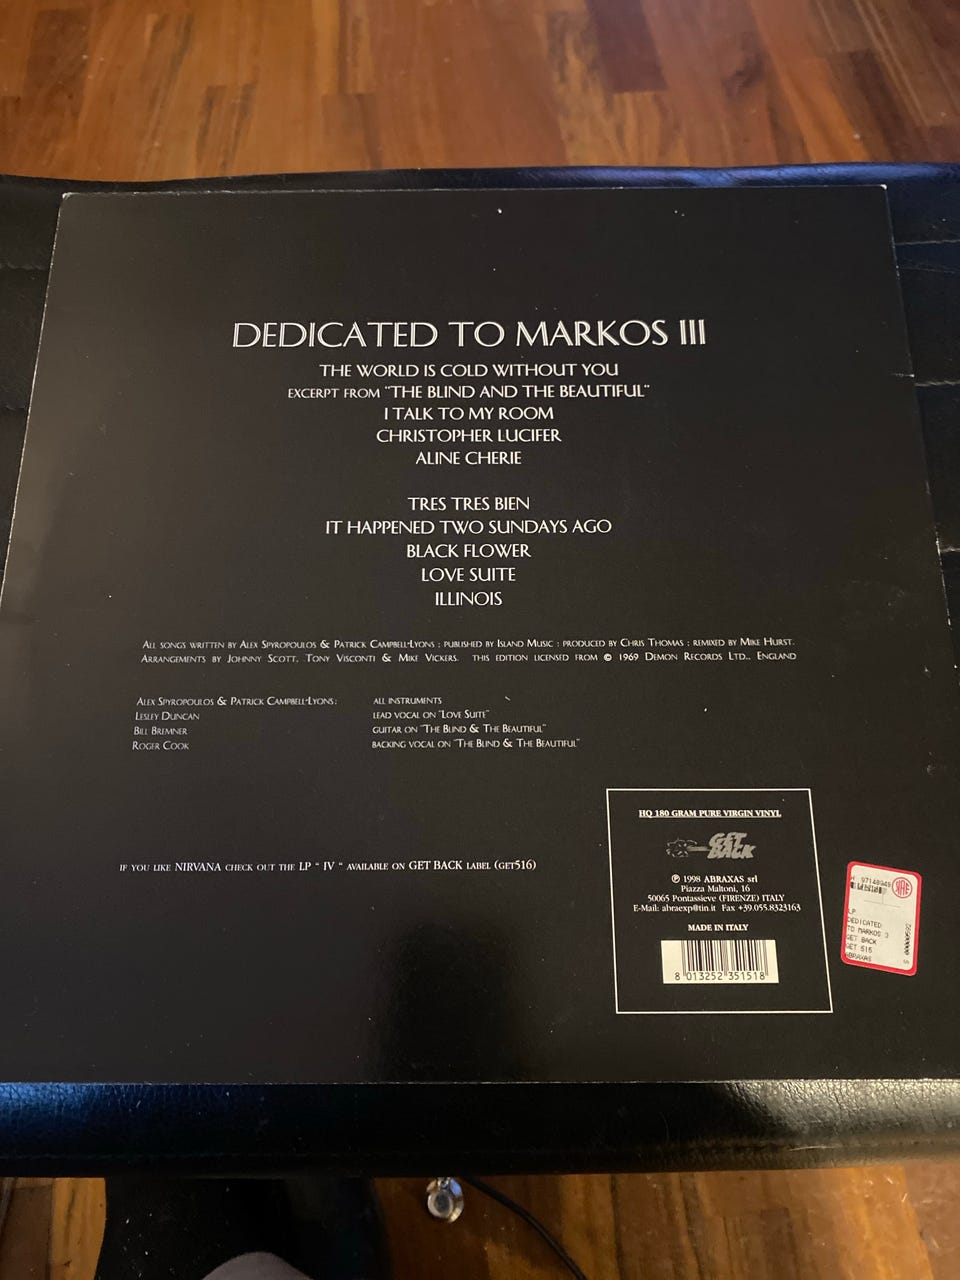 DEDICATED TO MARKOS III
THE WORLD IS COLD WITHOUT YOU
EXCERPT FROM "THE BLIND AND THE BEAUTIFUL"
I TALK TO MY ROOM
CHRISTOPHER LUCIFER
ALINE CHERIE
TRES TRES BIEN
IT HAPPENED TWO SUNDAYS AGO
BLACK FLOWER
LOVE SUITE
ILLINOIS
ALL SONGS WRITTEN BY ALEX SPYROPOULOS & PATRICK CAMPBELL-LYONS : PUBLISHED BY ISLAND MUSIC : PRODUCED BY CHRIS THOMAS : REMIXED BY MIKE HURST.
ARRANGEMENTS BY JOHNNY SCOTT, TONY VISCONTI & MIKE VICKERS. THIS EDITION LICENSED FROM © 1969 DEMON RECORDS LTD., ENGLAND
ALEX SPYROPOULOS & PATRICK CAMPBELL-LYONS: ALL INSTRUMENTS
LESLEY DUNCAN LEAD VOCAL ON "LOVE SUITE"
BILL BREMNER GUITAR ON "THE BLIND & THE BEAUTIFUL"
ROGER COOK BACKING VOCAL ON "THE BLIND & THE BEAUTIFUL"
IF YOU LIKE NIRVANA CHECK OUT THE LP " IV " AVAILABLE ON GET BACK LABEL (GET516)
HQ 180 GRAM PURE VIRGIN VINYL
GET BACK
℗ 1998 ABRAXAS srl
Piazza Maltoni, 16
50065 Pontassieve (FIRENZE) ITALY
E-Mail: abraexp@tin.it Fax +39.055.8323163
MADE IN ITALY
8 013252 351518
LP
DEDICATED
TO MARKOS 3
GET BACK
GET 515
ABRAXAS